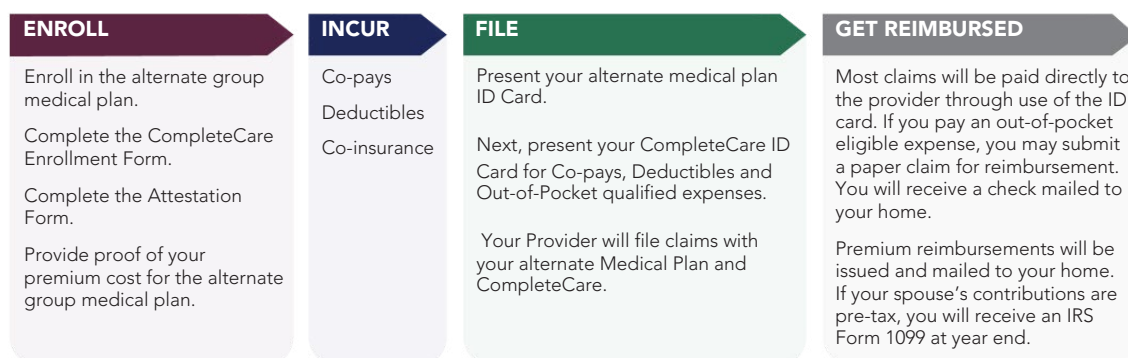 ENROLL
Enroll in the alternate group
medical plan.
Complete the CompleteCare
Enrollment Form.
Complete the Attestation
Form.
Provide proof of your
premium cost for the alternate
group medical plan.
INCUR
Co-pays
Deductibles
Co-insurance
FILE
Present your alternate medical plan
ID Card.
Next, present your CompleteCare ID
Card for Co-pays, Deductibles and
Out-of-Pocket qualified expenses.
Your Provider will file claims with
your alternate Medical Plan and
CompleteCare.
GET REIMBURSED
Most claims will be paid directly to
the provider through use of the ID
card. If you pay an out-of-pocket
eligible expense, you may submit
a paper claim for reimbursement.
You will receive a check mailed to
your home.
Premium reimbursements will be
issued and mailed to your home.
If your spouse’s contributions are
pre-tax, you will receive an IRS
Form 1099 at year end.